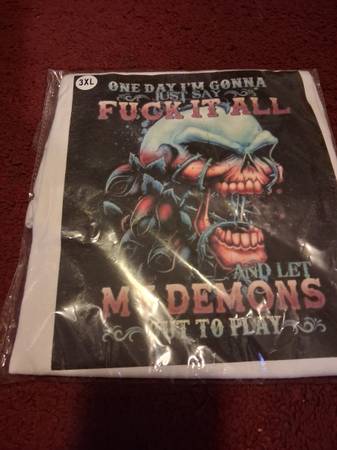 3XL
ONE DAY I'M GONNA
JUST SAY
FUCK IT ALL
AND LET
MY DEMONS
OUT TO PLAY